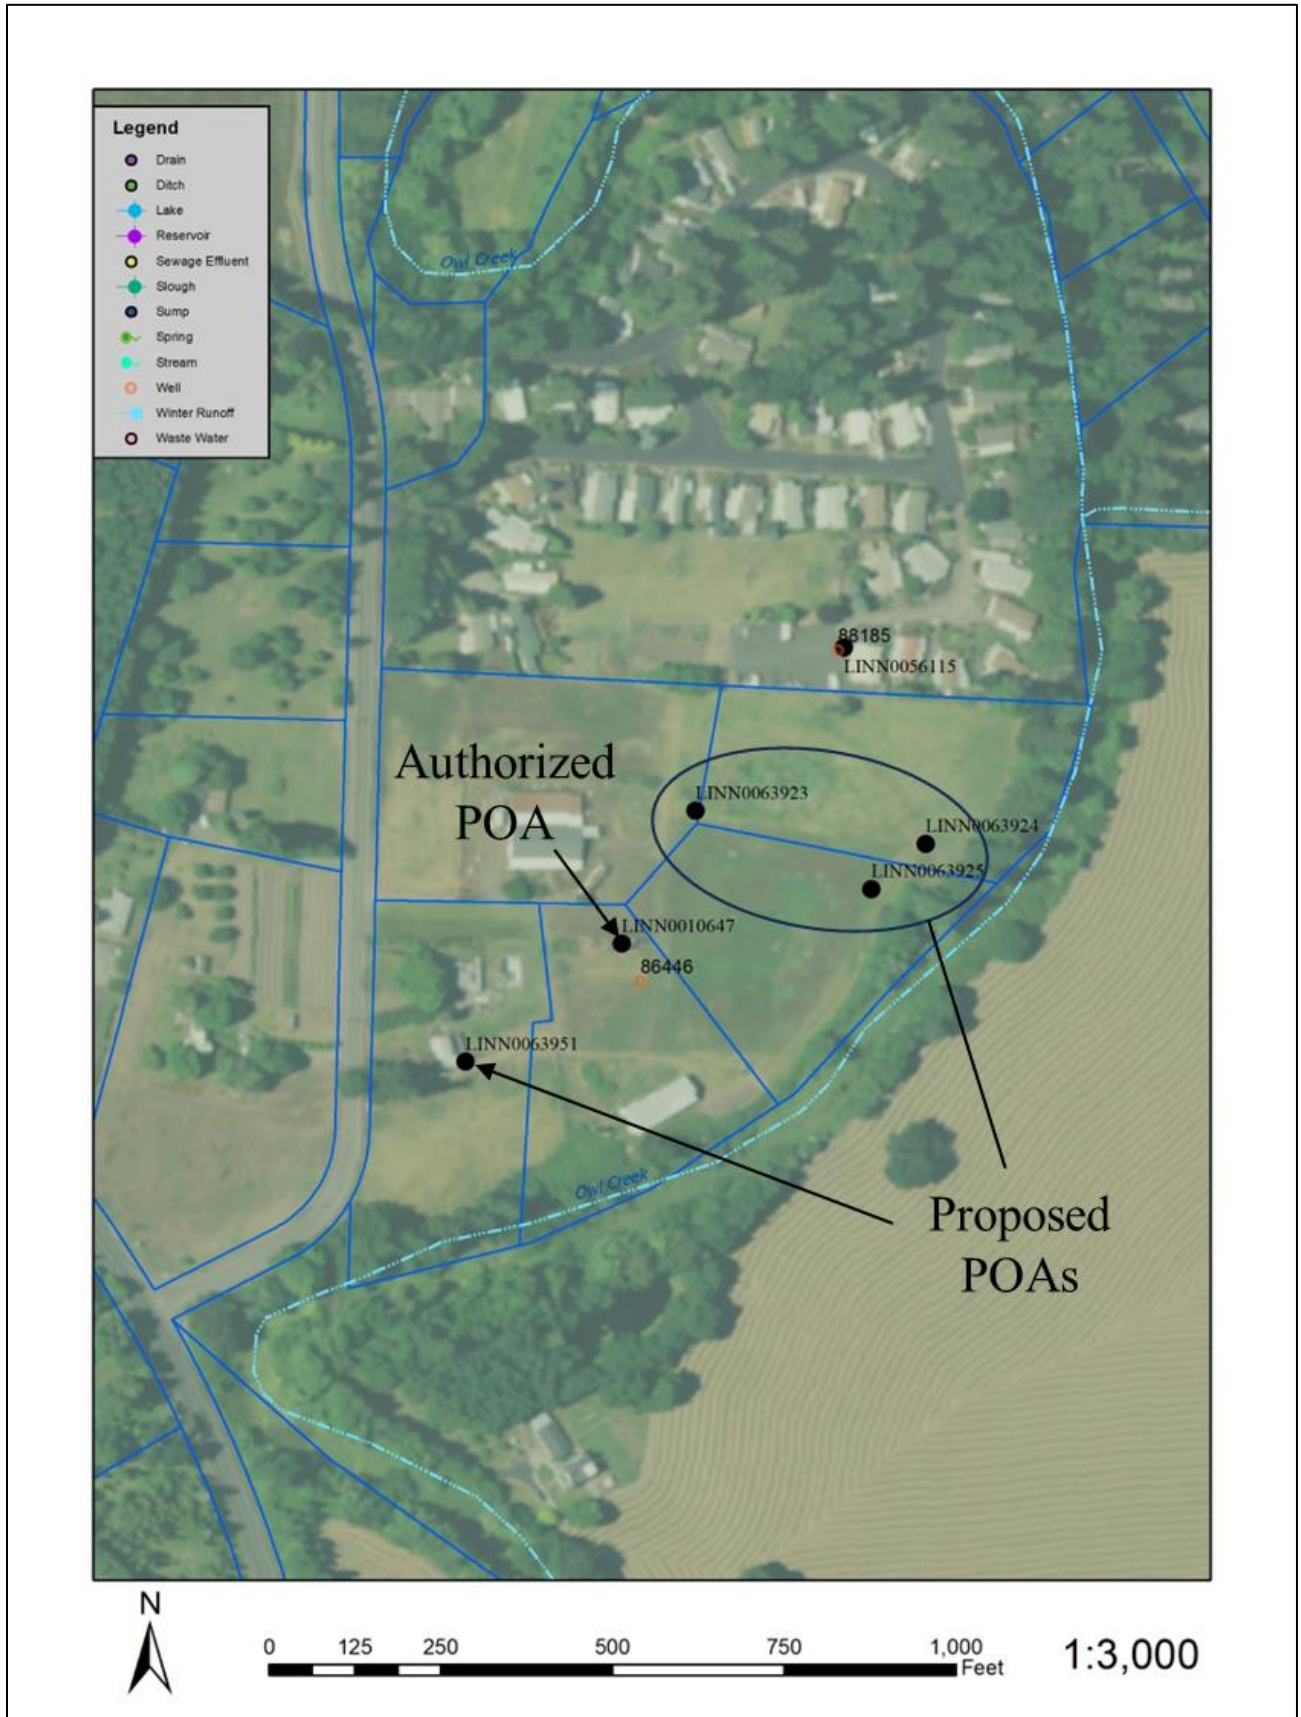 Legend
Drain
Ditch
Lake
Reservoir
Sewage Effluent
Slough
Sump
Spring
Stream
Well
Winter Runoff
Waste Water
Owl Creek
88185
LINN0056115
Authorized
POA
LINN0063923
LINN0063924
LINN0063925
LINN0010647
86446
LINN0063951
Owl Creek
Proposed
POAs
N
0 125 250 500 750 1,000
Feet
1:3,000